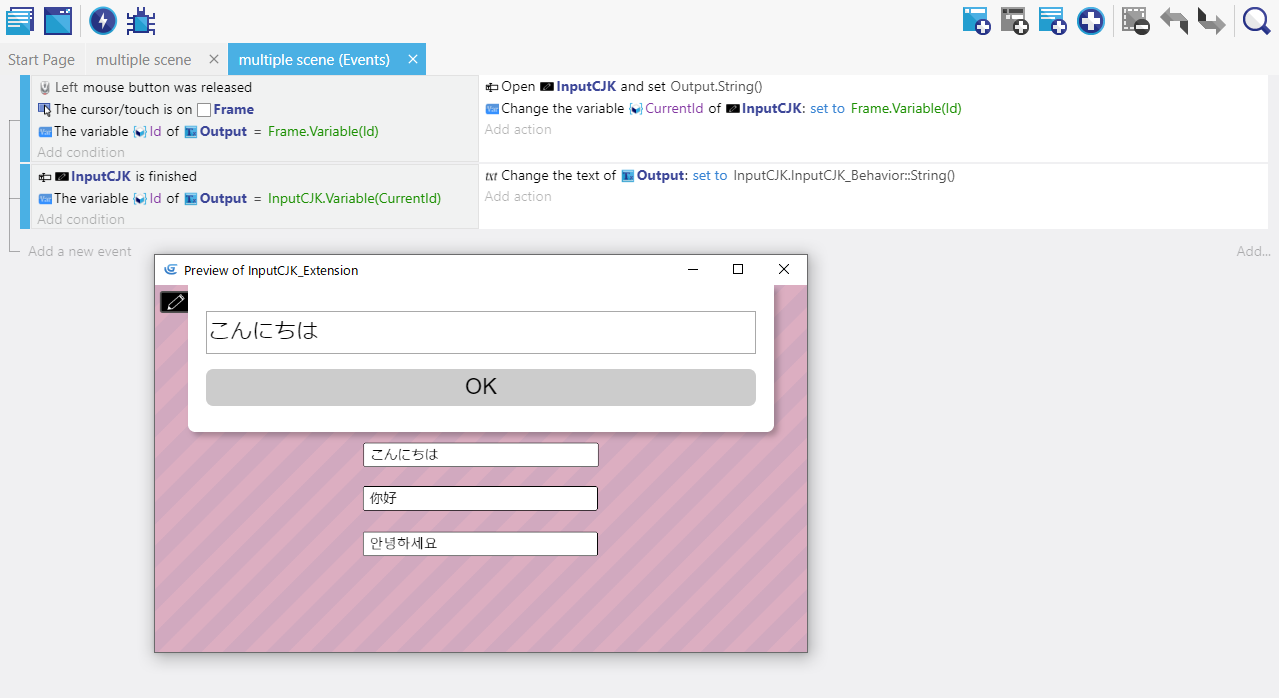 Start Page
multiple scene
multiple scene (Events)
Left mouse button was released
The cursor/touch is on Frame
The variable Id of Output = Frame.Variable(Id)
Add condition
Open InputCJK and set Output.String()
Change the variable CurrentId of InputCJK: set to Frame.Variable(Id)
Add action
InputCJK is finished
The variable Id of Output = InputCJK.Variable(CurrentId)
Add condition
txt Change the text of Output: set to InputCJK.InputCJK_Behavior::String()
Add action
Add a new event
Add...
Preview of InputCJK_Extension
こんにちは
OK
こんにちは
你好
안녕하세요